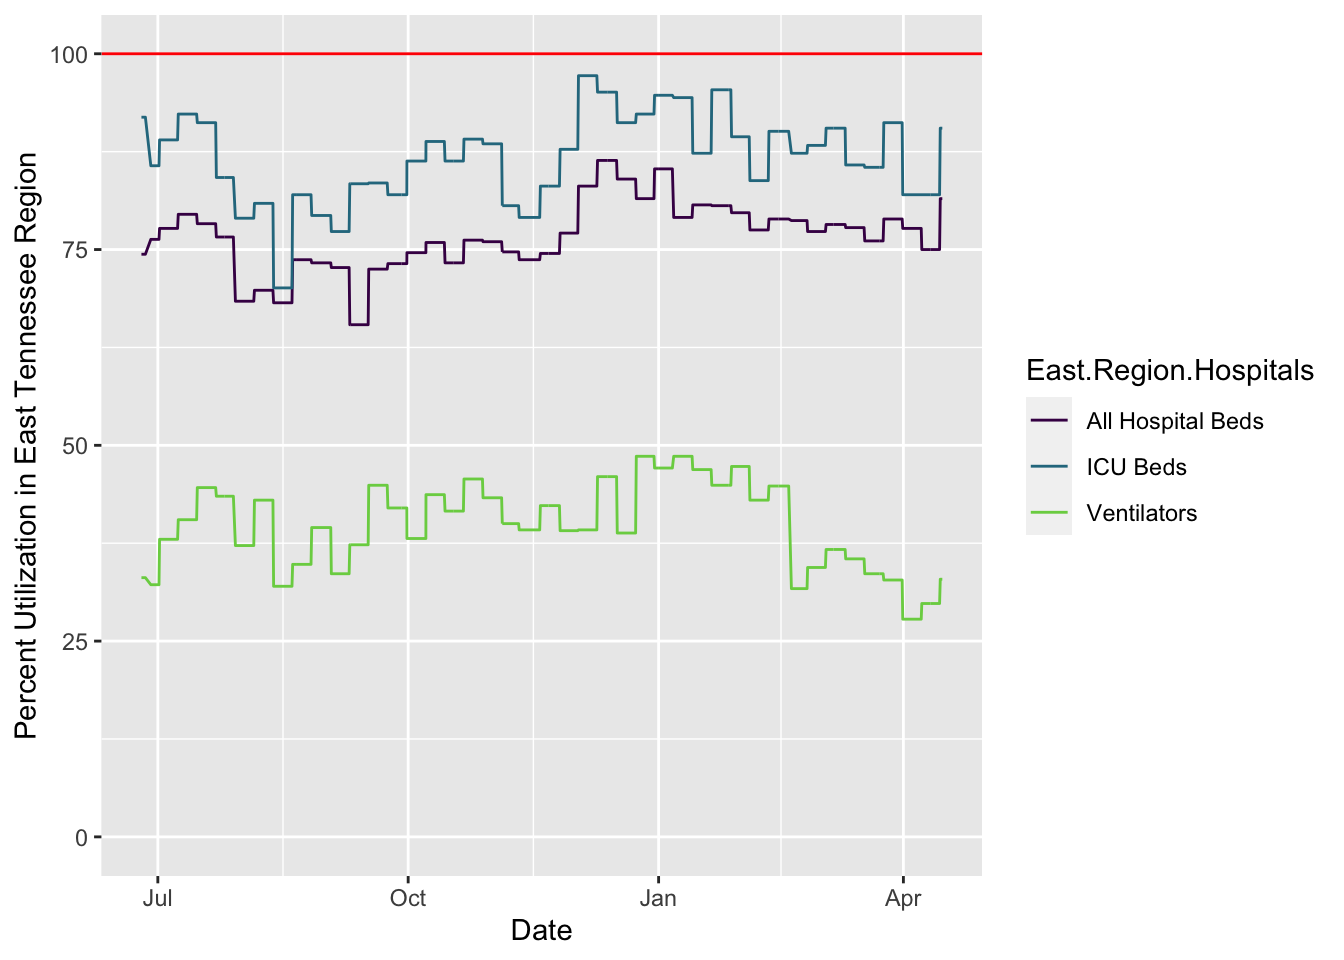 Percent Utilization in East Tennessee Region
100
75
50
25
0
Jul
Oct
Jan
Apr
Date
East.Region.Hospitals
All Hospital Beds
ICU Beds
Ventilators